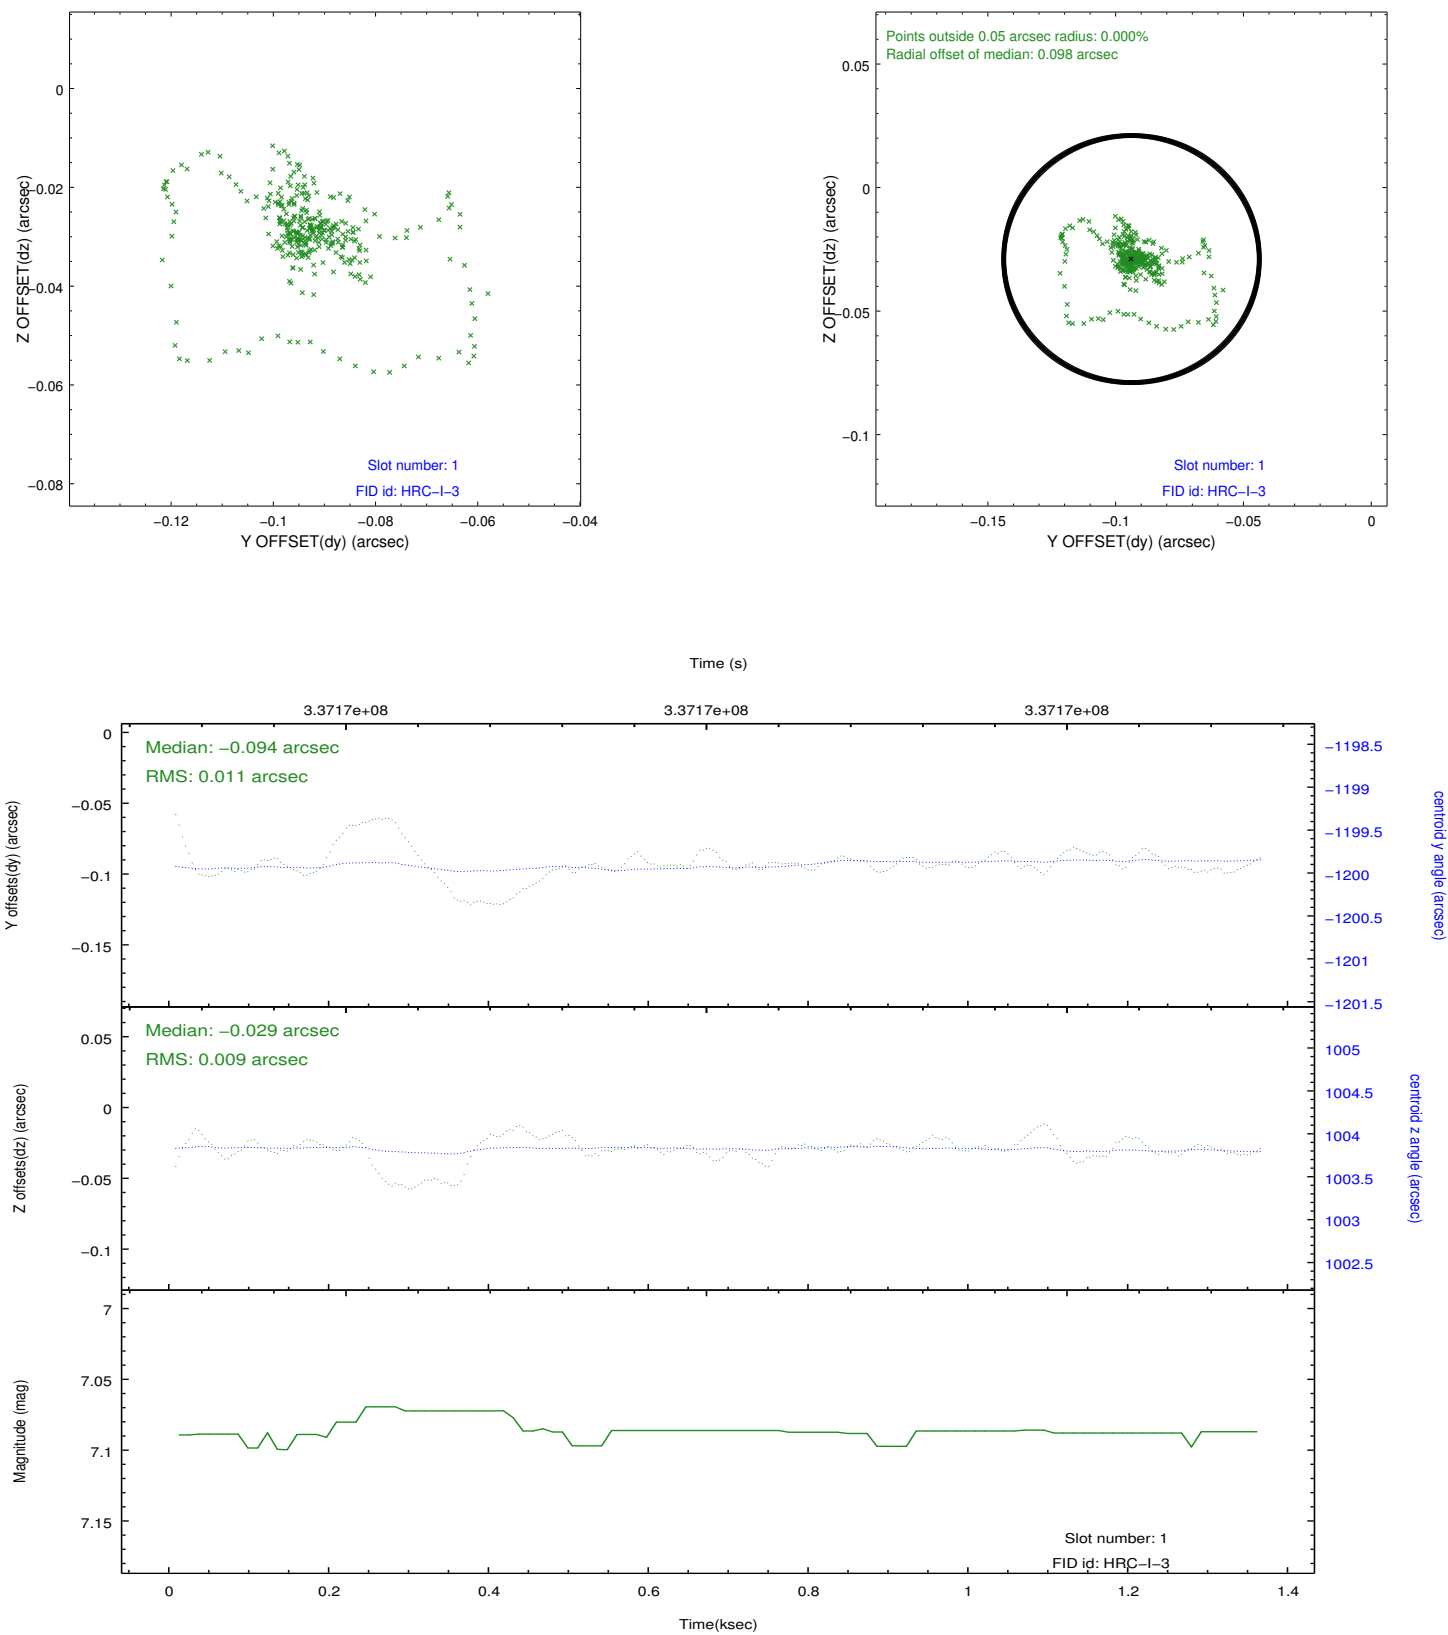 0
−0.02
−0.04
−0.06
−0.08
Z OFFSET(dz) (arcsec)
Slot number: 1
FID id: HRC−I−3
−0.12
−0.1
−0.08
−0.06
−0.04
Y OFFSET(dy) (arcsec)
Points outside 0.05 arcsec radius: 0.000%
Radial offset of median: 0.098 arcsec
0.05
0
−0.05
−0.1
Z OFFSET(dz) (arcsec)
Slot number: 1
FID id: HRC−I−3
−0.15
−0.1
−0.05
0
Y OFFSET(dy) (arcsec)
Time (s)
3.3717e+08
3.3717e+08
3.3717e+08
Median: −0.094 arcsec
RMS: 0.011 arcsec
0
−0.05
−0.1
−0.15
Y offsets(dy) (arcsec)
−1198.5
−1199
−1199.5
−1200
−1200.5
−1201
−1201.5
centroid y angle (arcsec)
Median: −0.029 arcsec
RMS: 0.009 arcsec
0.05
0
−0.05
−0.1
Z offsets(dz) (arcsec)
1005
1004.5
1004
1003.5
1003
1002.5
centroid z angle (arcsec)
7
7.05
7.1
7.15
Magnitude (mag)
Slot number: 1
FID id: HRC−I−3
0
0.2
0.4
0.6
0.8
1
1.2
1.4
Time(ksec)